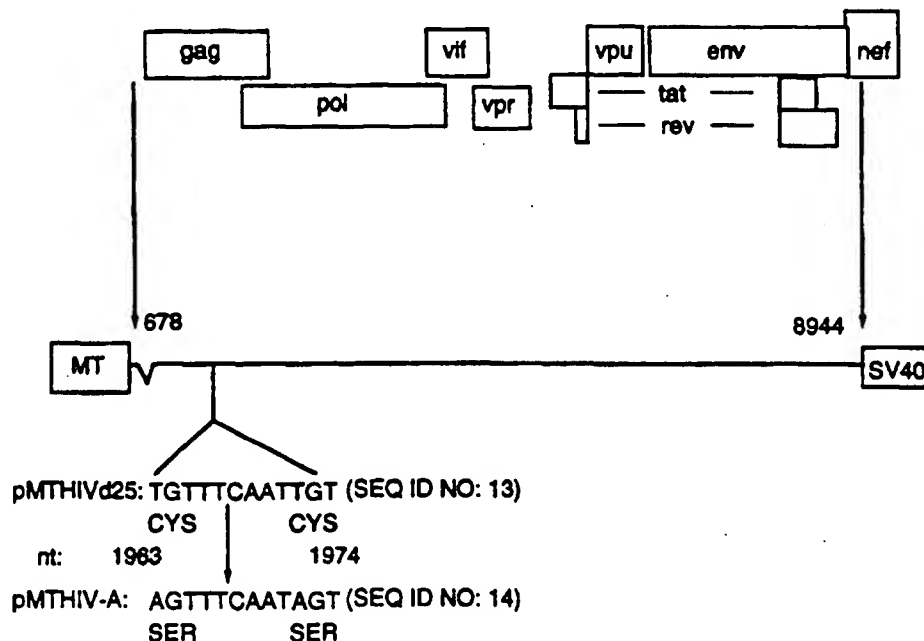 gag
vif
vpu
env
nef
pol
vpr
tat
rev
678
8944
MT
SV40
pMTHIVd25: TGTTTCAATTGT (SEQ ID NO: 13)
CYS CYS
nt: 1963 1974
pMTHIV-A: AGTTTCAATAGT (SEQ ID NO: 14)
SER SER